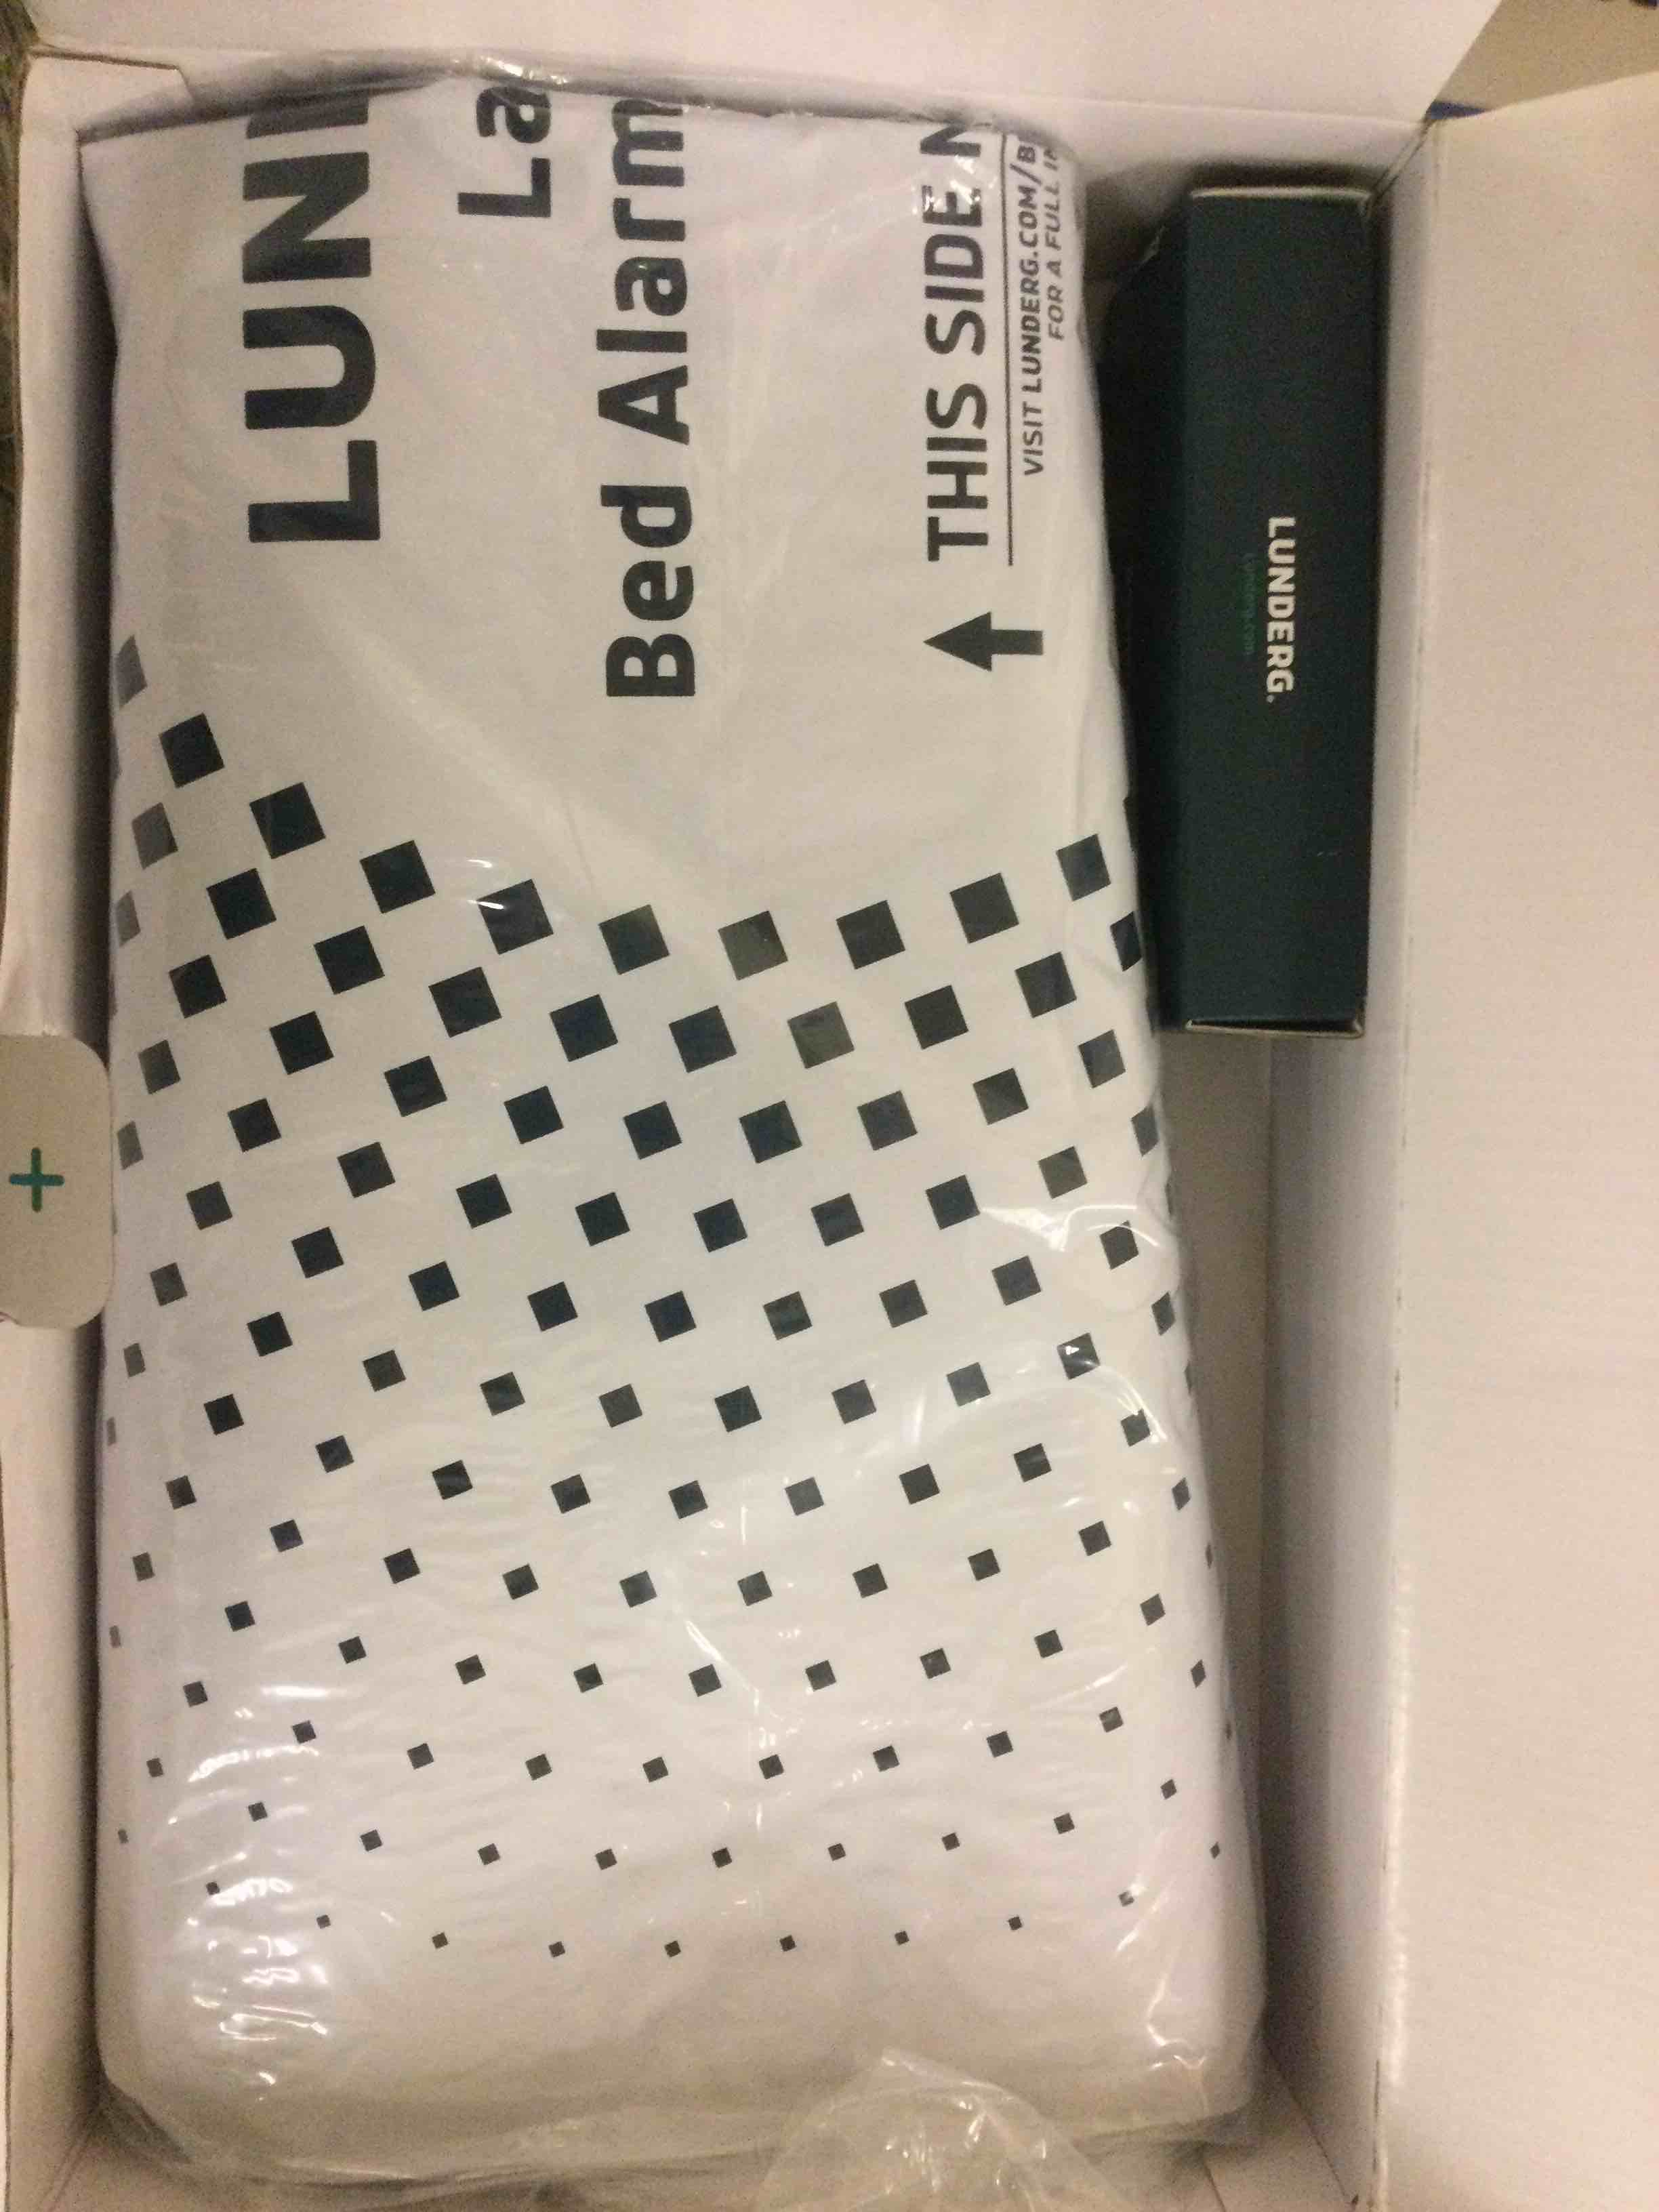 LUN
La
Bed Alarm
THIS SIDE
VISIT LUNDERG.COM/B
FOR A FULL
LUNDERG.